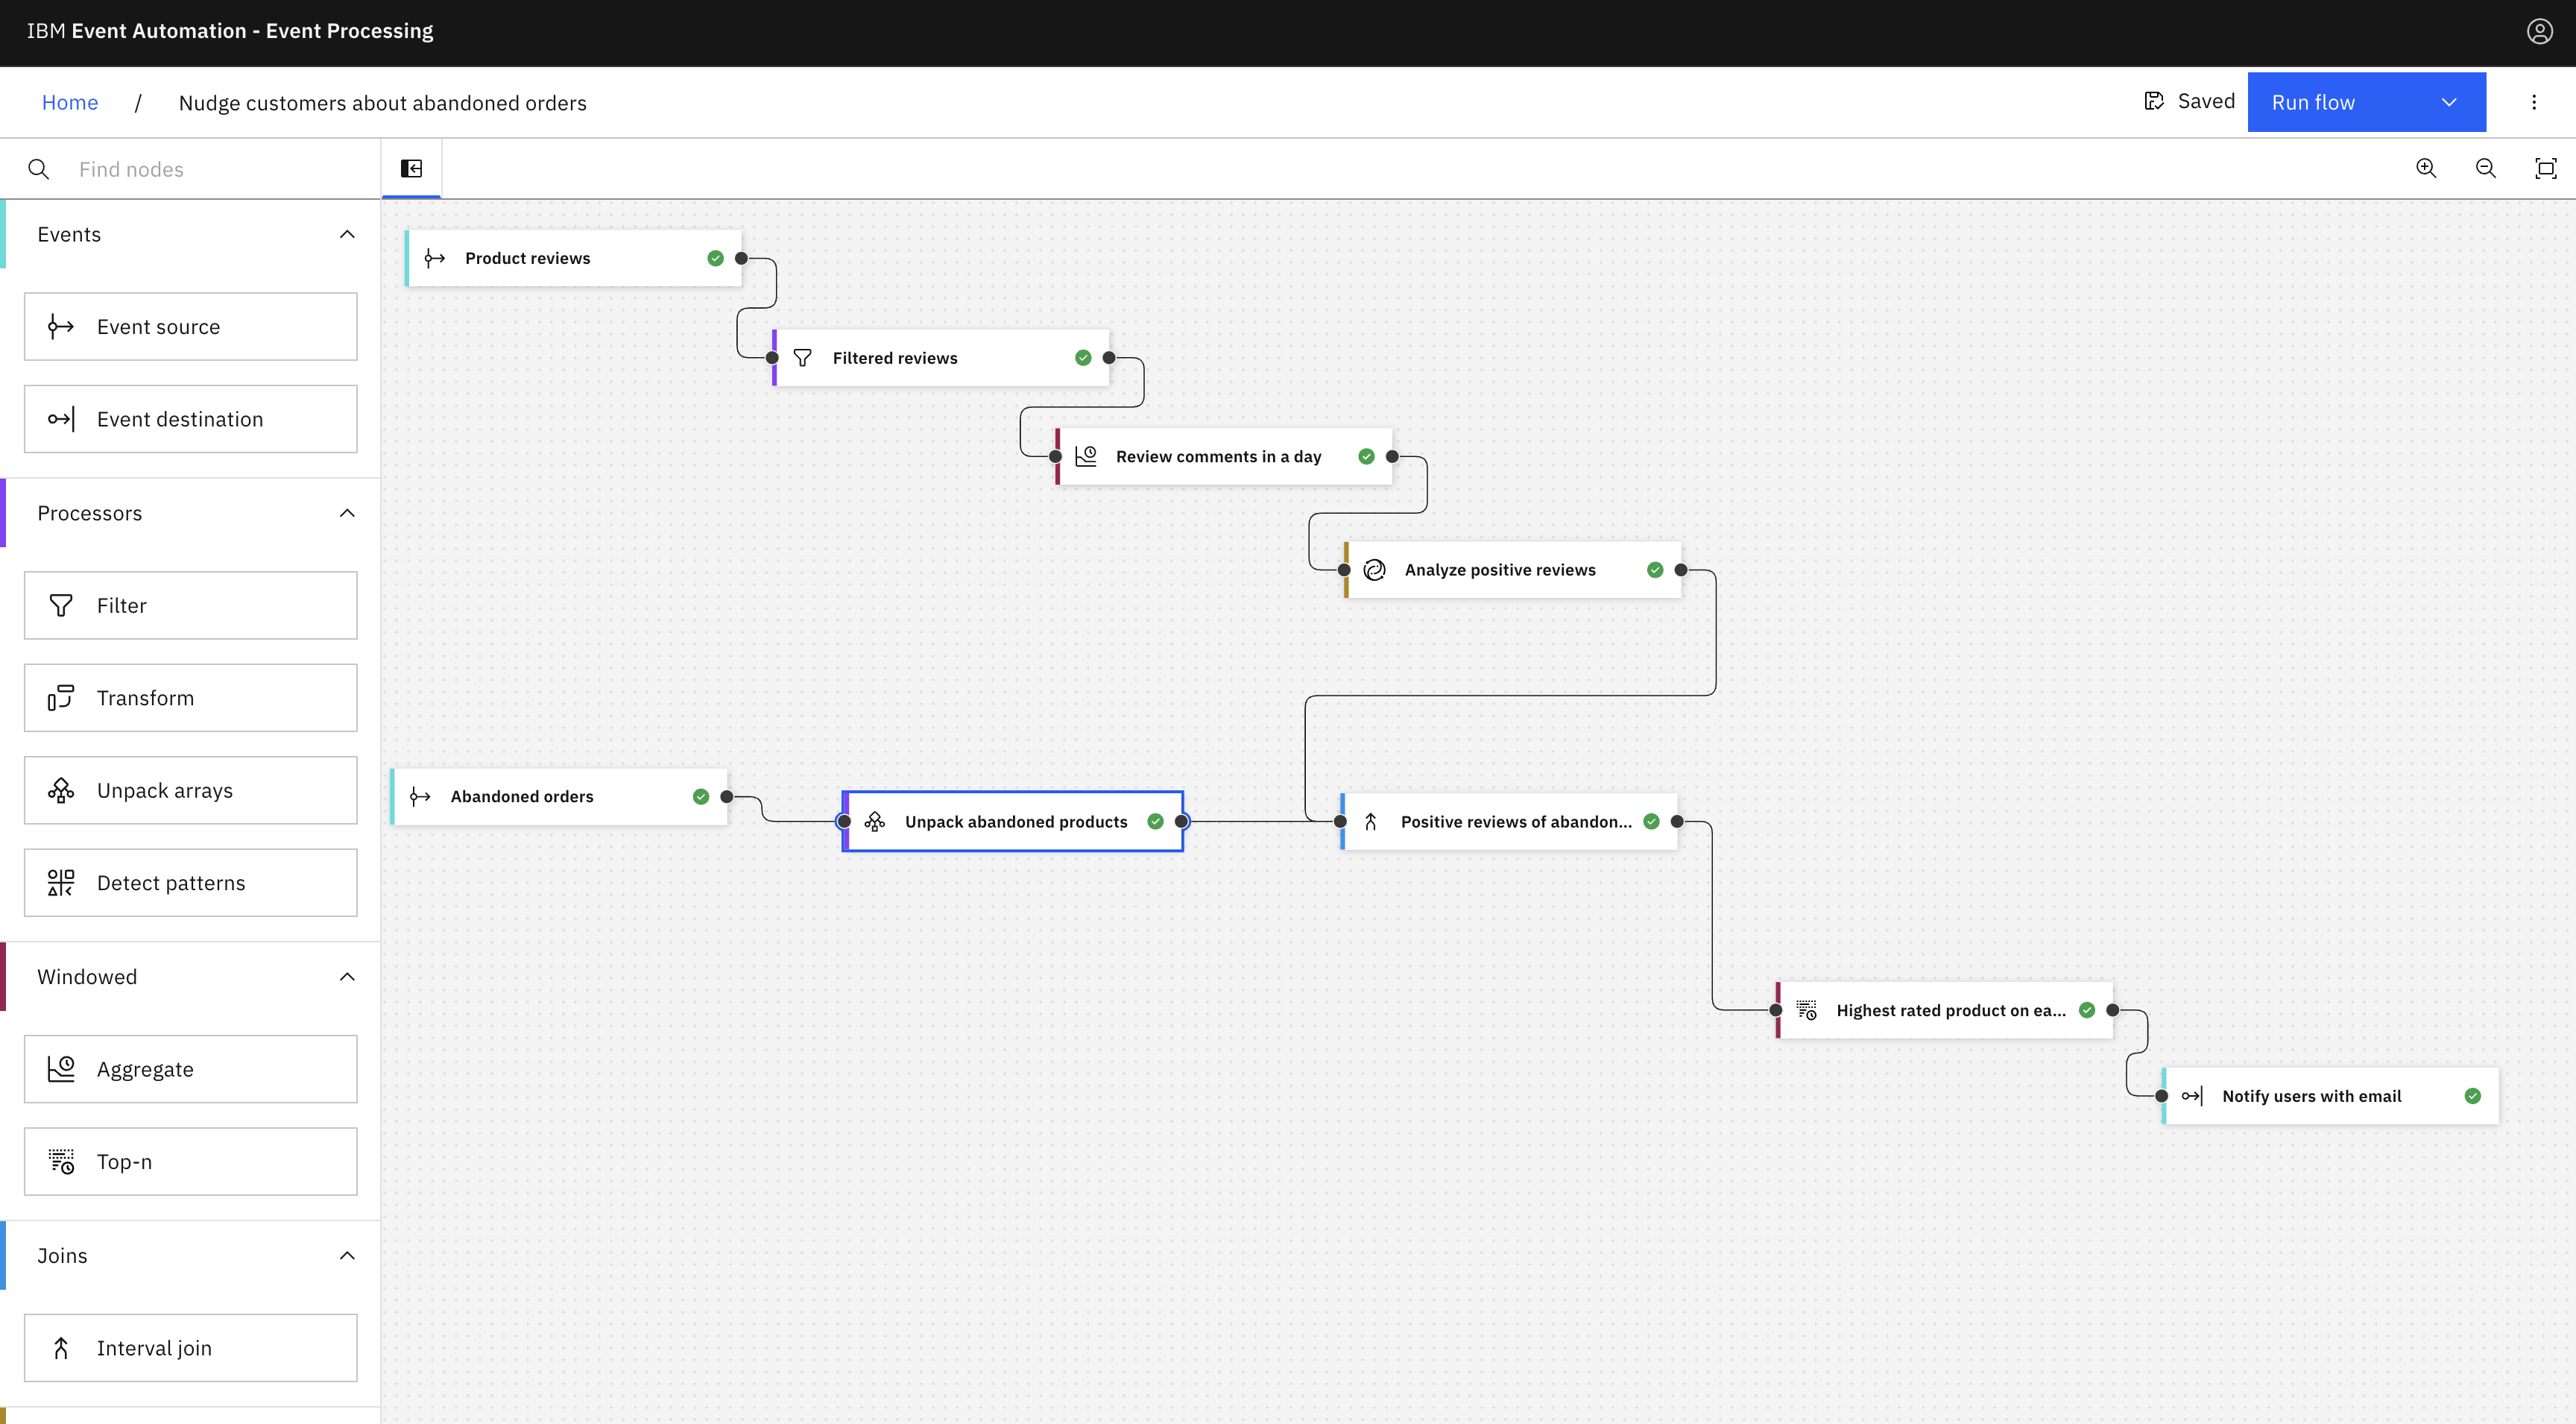 IBM Event Automation - Event Processing
Home / Nudge customers about abandoned orders
Saved
Run flow
Find nodes
Events
Event source
Event destination
Processors
Filter
Transform
Unpack arrays
Detect patterns
Windowed
Aggregate
Top-n
Joins
Interval join
Product reviews
Filtered reviews
Review comments in a day
Analyze positive reviews
Abandoned orders
Unpack abandoned products
Positive reviews of abandon...
Highest rated product on ea...
Notify users with email